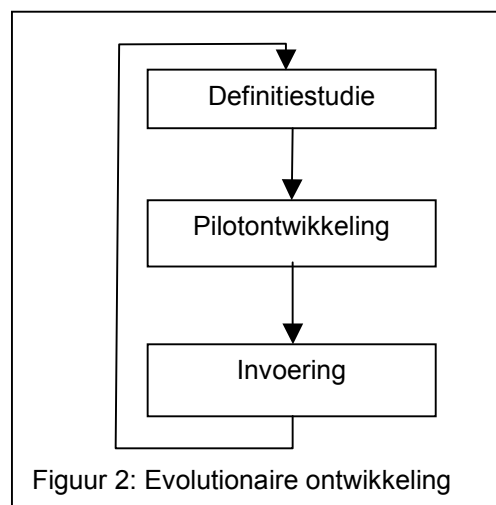 Definitiestudie
Pilotontwikkeling
Invoering
Figuur 2: Evolutionaire ontwikkeling